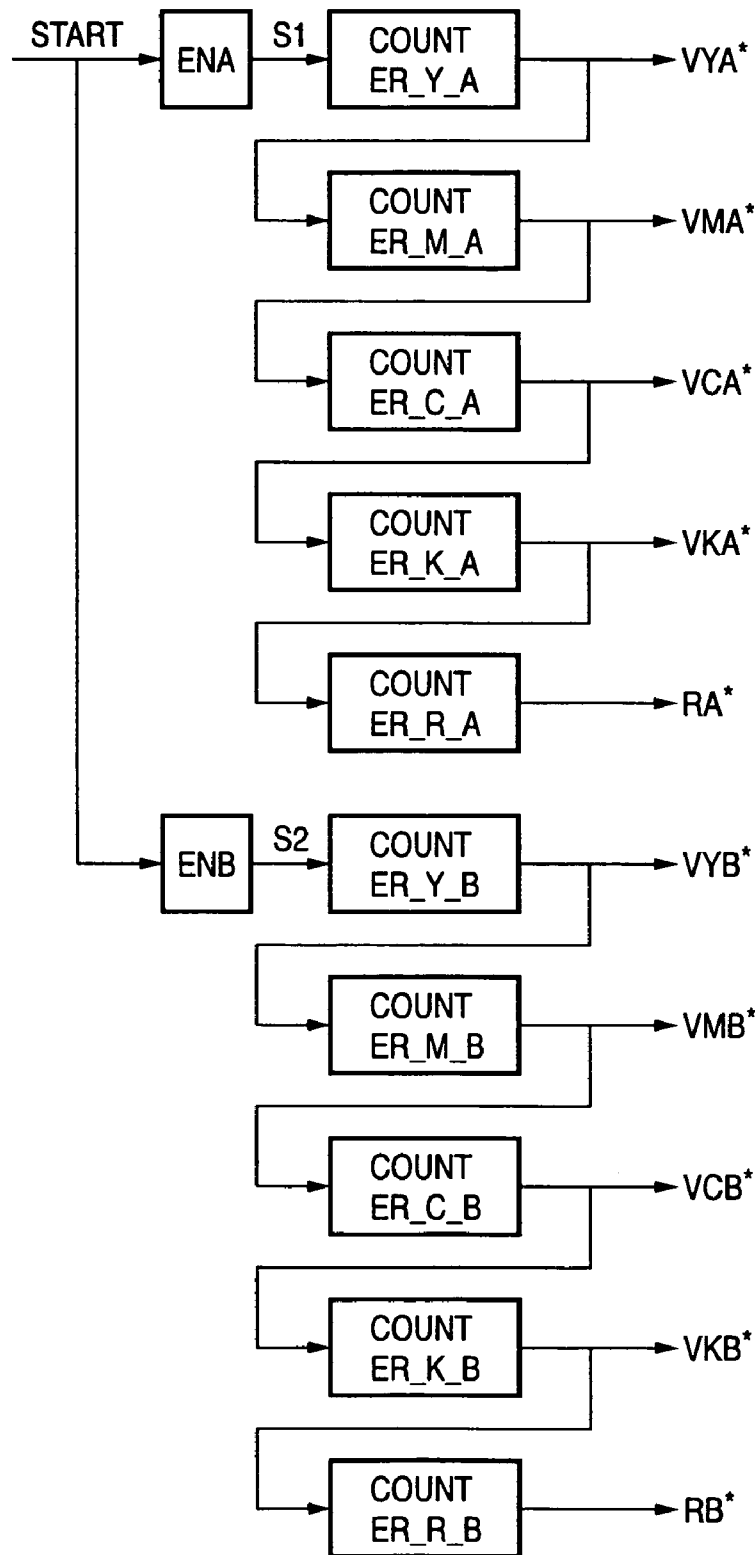 START
ENA
S1
COUNT
ER_Y_A
VYA*
COUNT
ER_M_A
VMA*
COUNT
ER_C_A
VCA*
COUNT
ER_K_A
VKA*
COUNT
ER_R_A
RA*
ENB
S2
COUNT
ER_Y_B
VYB*
COUNT
ER_M_B
VMB*
COUNT
ER_C_B
VCB*
COUNT
ER_K_B
VKB*
COUNT
ER_R_B
RB*